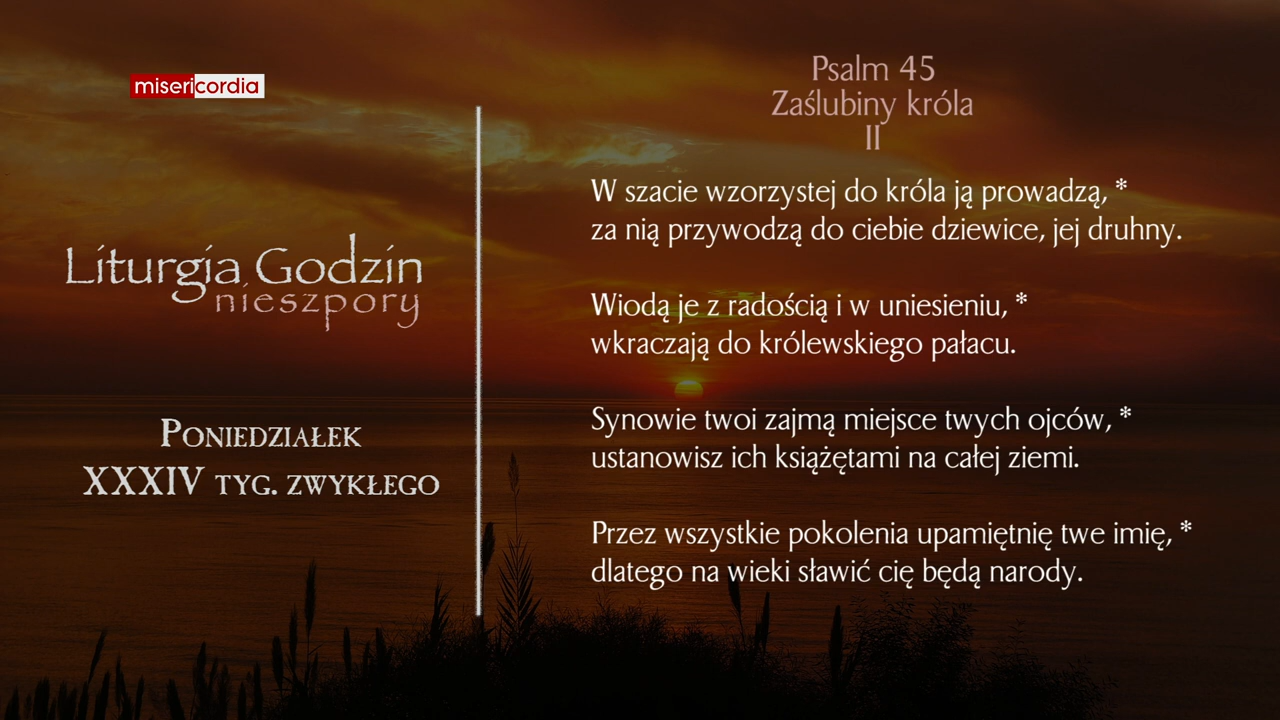 misericordia
Liturgia Godzin
nieszpory
Poniedziałek
XXXIV tyg. zwykłego
Psalm 45
Zaślubiny króla
II
W szacie wzorzystej do króla ją prowadzą, *
za nią przywodzą do ciebie dziewice, jej druhny.
Wiodą je z radością i w uniesieniu, *
wkraczają do królewskiego pałacu.
Synowie twoi zajmą miejsce twych ojców, *
ustanowisz ich książętami na całej ziemi.
Przez wszystkie pokolenia upamiętnię twe imię, *
dlatego na wieki sławić cię będą narody.